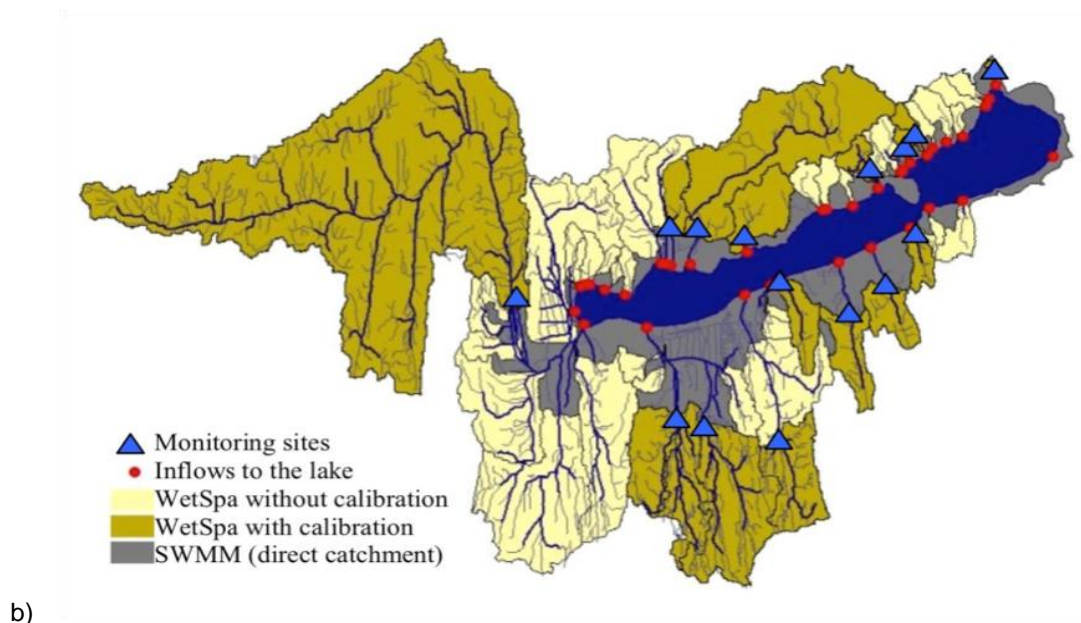 Monitoring sites
Inflows to the lake
WetSpa without calibration
WetSpa with calibration
SWMM (direct catchment)
b)